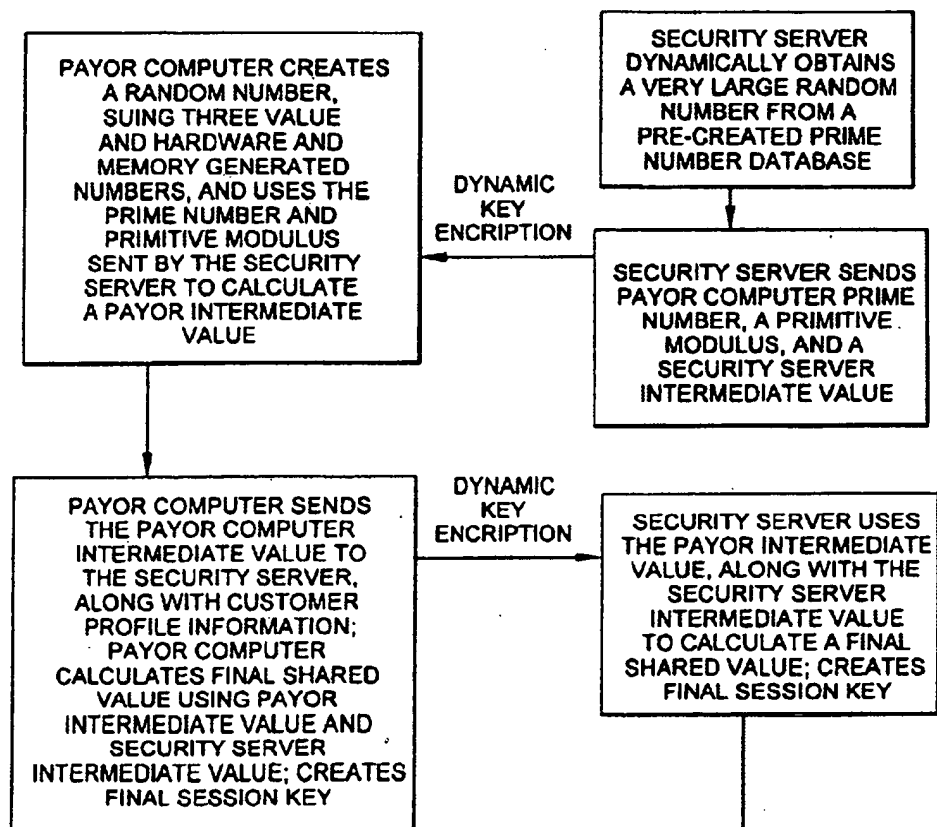 SECURITY SERVER
DYNAMICALLY OBTAINS
A VERY LARGE RANDOM
NUMBER FROM A
PRE-CREATED PRIME
NUMBER DATABASE
SECURITY SERVER SENDS
PAYOR COMPUTER PRIME
NUMBER, A PRIMITIVE
MODULUS, AND A
SECURITY SERVER
INTERMEDIATE VALUE
DYNAMIC
KEY
ENCRIPTION
PAYOR COMPUTER CREATES
A RANDOM NUMBER,
SUING THREE VALUE
AND HARDWARE AND
MEMORY GENERATED
NUMBERS, AND USES THE
PRIME NUMBER AND
PRIMITIVE MODULUS
SENT BY THE SECURITY
SERVER TO CALCULATE
A PAYOR INTERMEDIATE
VALUE
PAYOR COMPUTER SENDS
THE PAYOR COMPUTER
INTERMEDIATE VALUE TO
THE SECURITY SERVER,
ALONG WITH CUSTOMER
PROFILE INFORMATION;
PAYOR COMPUTER
CALCULATES FINAL SHARED
VALUE USING PAYOR
INTERMEDIATE VALUE AND
SECURITY SERVER
INTERMEDIATE VALUE; CREATES
FINAL SESSION KEY
DYNAMIC
KEY
ENCRIPTION
SECURITY SERVER USES
THE PAYOR INTERMEDIATE
VALUE, ALONG WITH THE
SECURITY SERVER
INTERMEDIATE VALUE
TO CALCULATE A FINAL
SHARED VALUE; CREATES
FINAL SESSION KEY